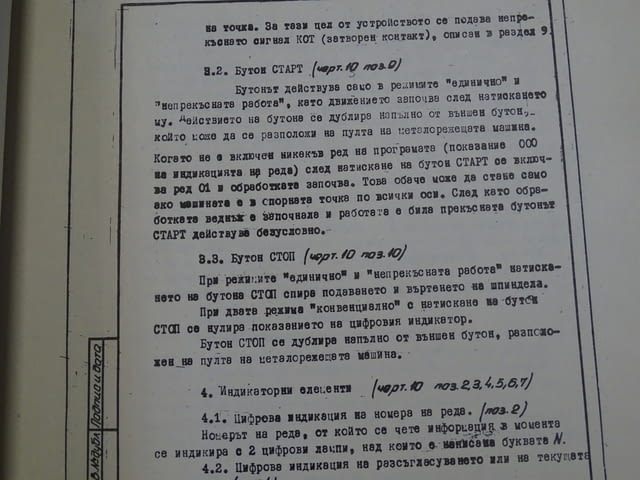 на точка. За тази цел от устройството се подава непре-
къснато сигнал КОТ (затворен контакт), описан в раздел 9.
3.2. Бутон СТАРТ (черт.10 поз.9)
Бутонът действува само в режимите "единично" и
"непрекъсната работа", като движението започва след натискането
му. Действието на бутона се дублира напълно от външен бутон,
който може да се разположи на пулта на металорежещата машина.
Когато не е включен никакъв ред на програмата (показание 000
на индикацията на реда) след натискане на бутон СТАРТ се включ-
ва ред 01 и обработката започва. Това обаче може да стане само
ако машината е в опорната точка по всички оси. След като обра-
ботката веднъж е започнала и работата е била прекъсната бутонът
СТАРТ действува безусловно.
3.3. Бутон СТОП (черт.10 поз.10)
При режимите "единично" и "непрекъсната работа" натиска-
нето на бутона СТОП спира подаването и въртенето на шпиндела.
При двата режима "конвенциално" с натискане на бутон
СТОП се нулира показанието на цифровия индикатор.
Бутон СТОП се дублира напълно от външен бутон, разполо-
жен на пулта на металорежещата машина.
4. Индикаторни елементи (черт.10 поз.2,3,4,5,6,7)
4.1. Цифрова индикация на номера на реда. (поз.2)
Номерът на реда, от който се чете информация в момента
се индикира с 2 цифрови лампи, над които е написана буквата N.
4.2. Цифрова индикация на разсъгласуването или на текущата
Подпис и дата